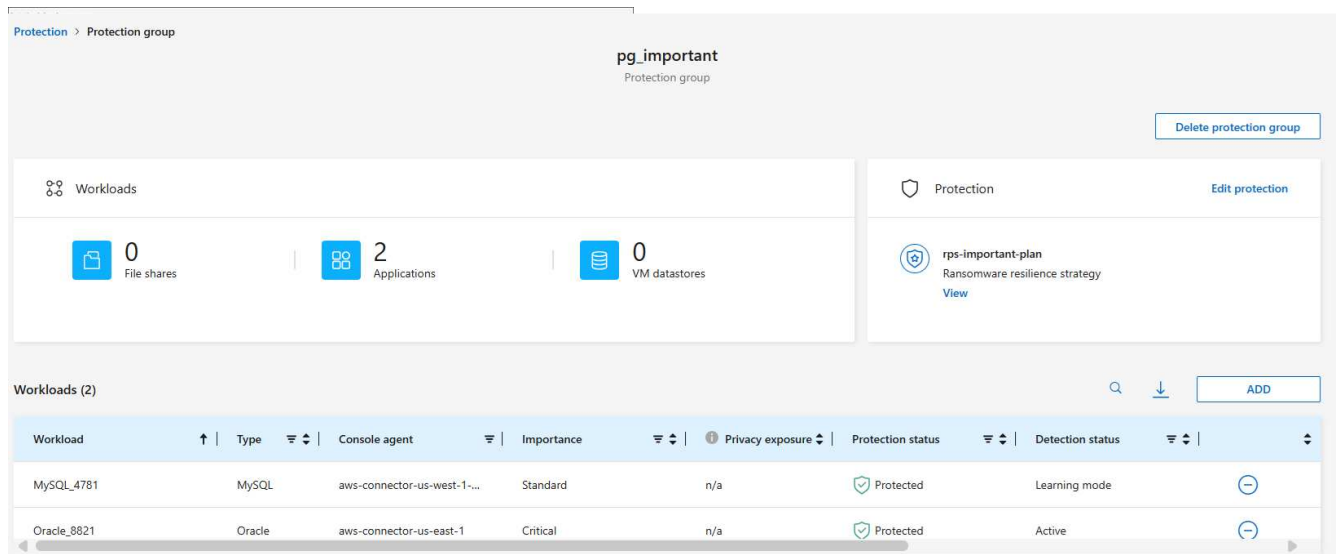 Protection > Protection group
pg_important
Protection group
Delete protection group
Workloads
0
File shares
2
Applications
0
VM datastores
Protection
Edit protection
rps-important-plan
Ransomware resilience strategy
View
Workloads (2)
ADD
Workload Type Console agent Importance Privacy exposure Protection status Detection status
MySQL_4781 MySQL aws-connector-us-west-1-... Standard n/a Protected Learning mode
Oracle_8821 Oracle aws-connector-us-east-1 Critical n/a Protected Active